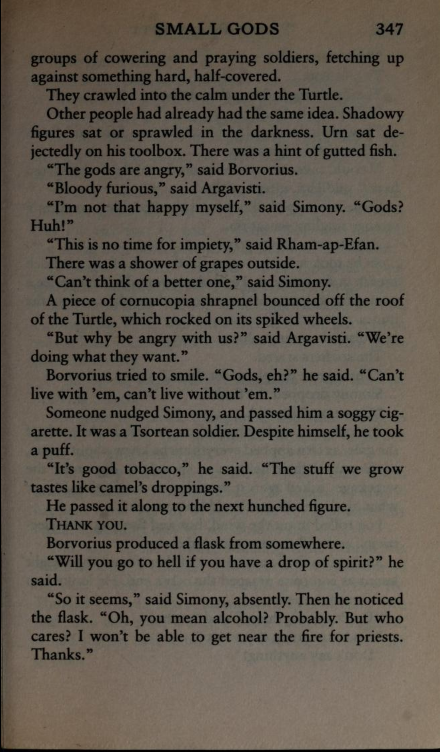 SMALL GODS 347
groups of cowering and praying soldiers, fetching up
against something hard, half-covered.
They crawled into the calm under the Turtle.
Other people had already had the same idea. Shadowy
figures sat or sprawled in the darkness. Urn sat de-
jectedly on his toolbox. There was a hint of gutted fish.
“The gods are angry,” said Borvorius.
“Bloody furious,” said Argavisti.
“I’m not that happy myself,” said Simony. “Gods?
Huh!”
“This is no time for impiety,” said Rham-ap-Efan.
There was a shower of grapes outside.
“Can’t think of a better one,” said Simony.
A piece of cornucopia shrapnel bounced off the roof
of the Turtle, which rocked on its spiked wheels.
“But why be angry with us?” said Argavisti. “We’re
doing what they want.”
Borvorius tried to smile. “Gods, eh?” he said. “Can’t
live with ’em, can’t live without ’em.”
Someone nudged Simony, and passed him a soggy cig-
arette. It was a Tsortean soldier. Despite himself, he took
a puff.
“It’s good tobacco,” he said. “The stuff we grow
tastes like camel’s droppings.”
He passed it along to the next hunched figure.
THANK YOU.
Borvorius produced a flask from somewhere.
“Will you go to hell if you have a drop of spirit?” he
said.
“So it seems,” said Simony, absently. Then he noticed
the flask. “Oh, you mean alcohol? Probably. But who
cares? I won’t be able to get near the fire for priests.
Thanks.”